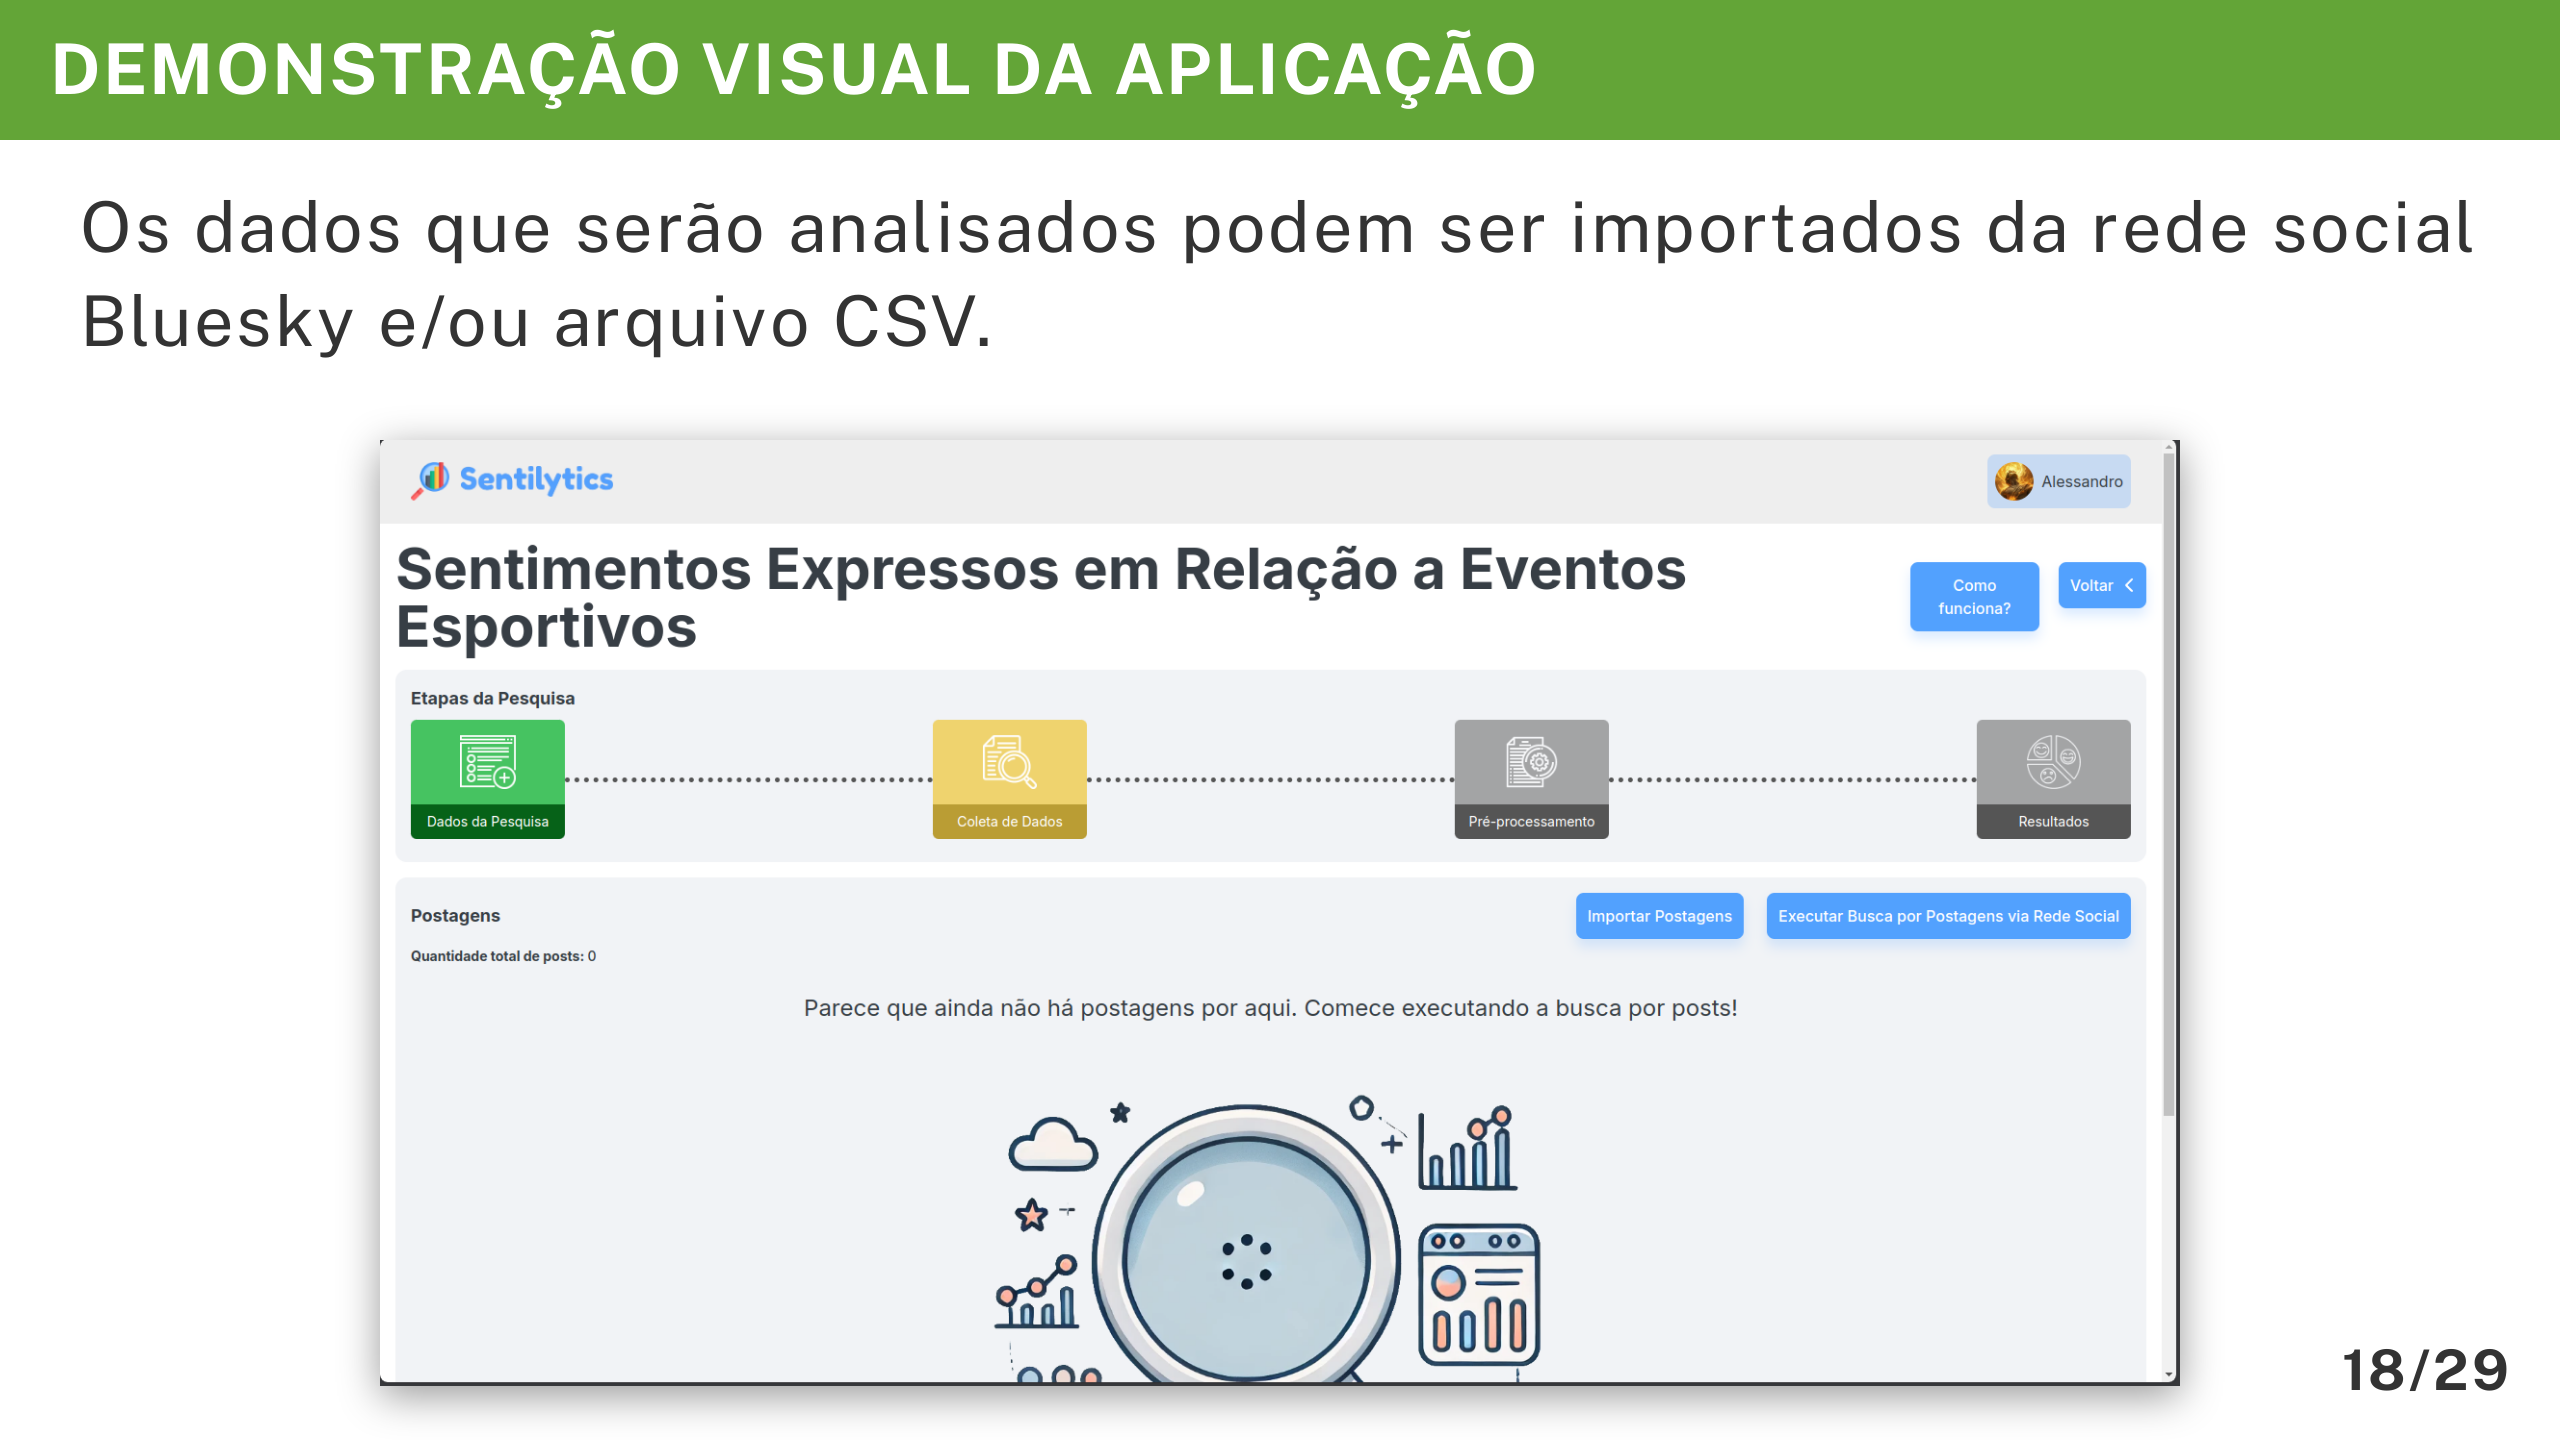 DEMONSTRAÇÃO VISUAL DA APLICAÇÃO
Os dados que serão analisados podem ser importados da rede social
Bluesky e/ou arquivo CSV.
Sentilytics
Alessandro
Sentimentos Expressos em Relação a Eventos
Esportivos
Como
funciona?
Voltar
Etapas da Pesquisa
Dados da Pesquisa
Coleta de Dados
Pré-processamento
Resultados
Postagens
Importar Postagens
Executar Busca por Postagens via Rede Social
Quantidade total de posts: 0
Parece que ainda não há postagens por aqui. Comece executando a busca por posts!
18/29